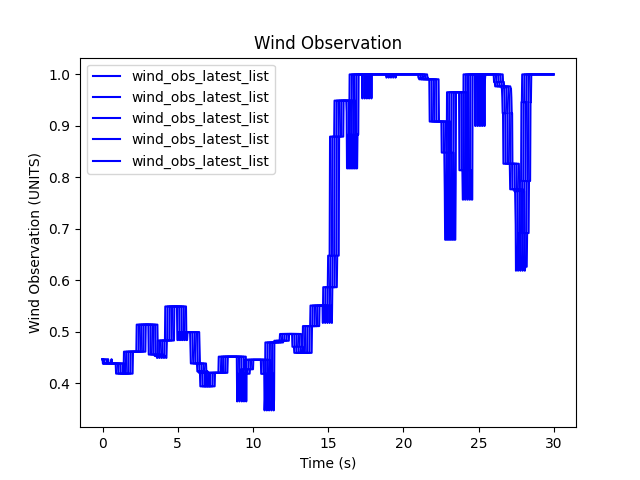 Wind Observation
wind_obs_latest_list
wind_obs_latest_list
wind_obs_latest_list
wind_obs_latest_list
wind_obs_latest_list
Wind Observation (UNITS)
1.0
0.9
0.8
0.7
0.6
0.5
0.4
0 5 10 15 20 25 30
Time (s)